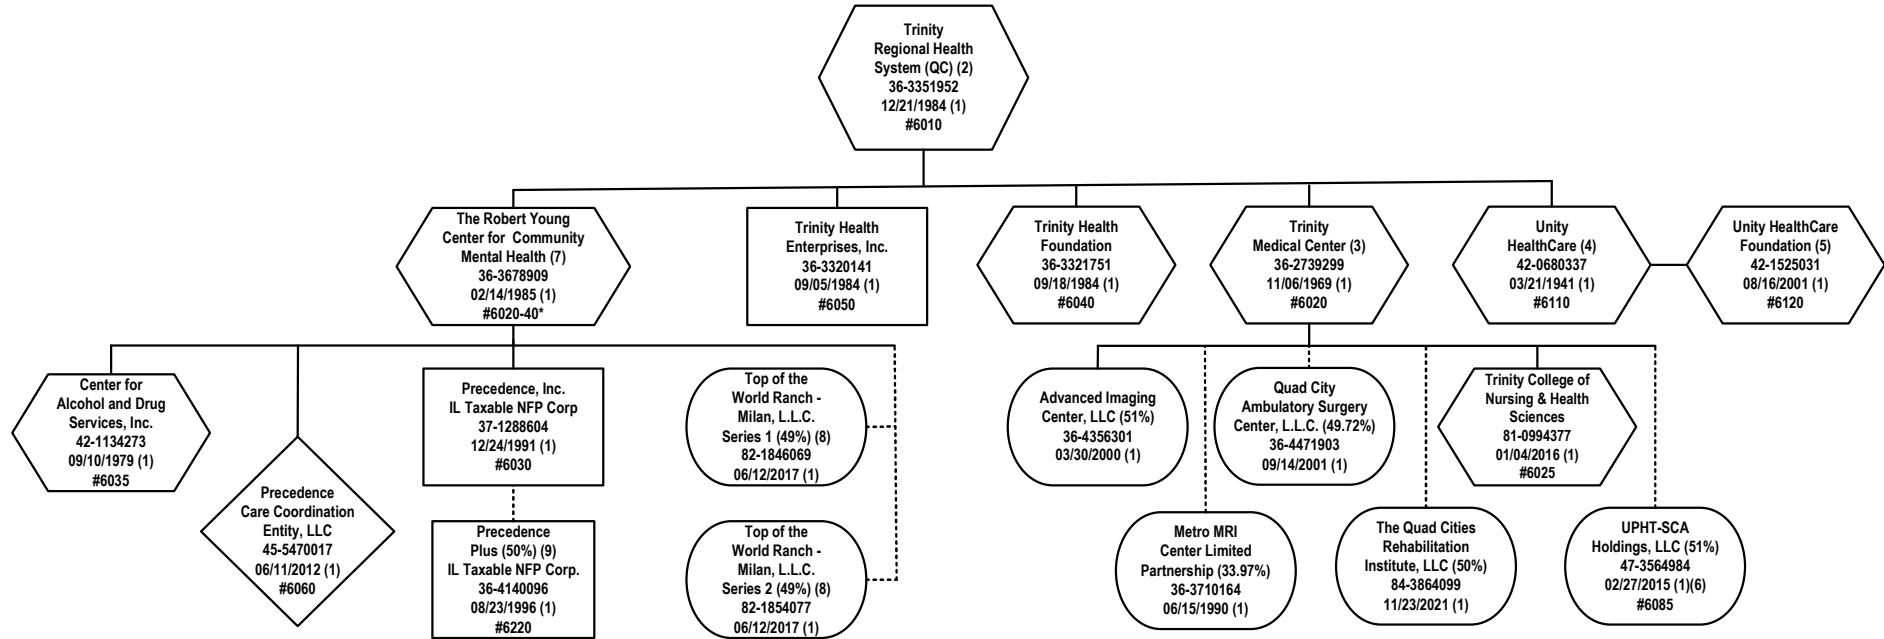 Trinity
Regional Health
System (QC) (2)
36-3351952
12/21/1984 (1)
#6010
The Robert Young
Center for Community
Mental Health (7)
36-3678909
02/14/1985 (1)
#6020-40*
Trinity Health
Enterprises, Inc.
36-3320141
09/05/1984 (1)
#6050
Trinity Health
Foundation
36-3321751
09/18/1984 (1)
#6040
Trinity
Medical Center (3)
36-2739299
11/06/1969 (1)
#6020
Unity
HealthCare (4)
42-0680337
03/21/1941 (1)
#6110
Unity HealthCare
Foundation (5)
42-1525031
08/16/2001 (1)
#6120
Center for
Alcohol and Drug
Services, Inc.
42-1134273
09/10/1979 (1)
#6035
Precedence
Care Coordination
Entity, LLC
45-5470017
06/11/2012 (1)
#6060
Precedence, Inc.
IL Taxable NFP Corp
37-1288604
12/24/1991 (1)
#6030
Precedence
Plus (50%) (9)
IL Taxable NFP Corp.
36-4140096
08/23/1996 (1)
#6220
Top of the
World Ranch -
Milan, L.L.C.
Series 1 (49%) (8)
82-1846069
06/12/2017 (1)
Top of the
World Ranch -
Milan, L.L.C.
Series 2 (49%) (8)
82-1854077
06/12/2017 (1)
Advanced Imaging
Center, LLC (51%)
36-4356301
03/30/2000 (1)
Metro MRI
Center Limited
Partnership (33.97%)
36-3710164
06/15/1990 (1)
Quad City
Ambulatory Surgery
Center, L.L.C. (49.72%)
36-4471903
09/14/2001 (1)
The Quad Cities
Rehabilitation
Institute, LLC (50%)
84-3864099
11/23/2021 (1)
Trinity College of
Nursing & Health
Sciences
81-0994377
01/04/2016 (1)
#6025
UPHT-SCA
Holdings, LLC (51%)
47-3564984
02/27/2015 (1)(6)
#6085